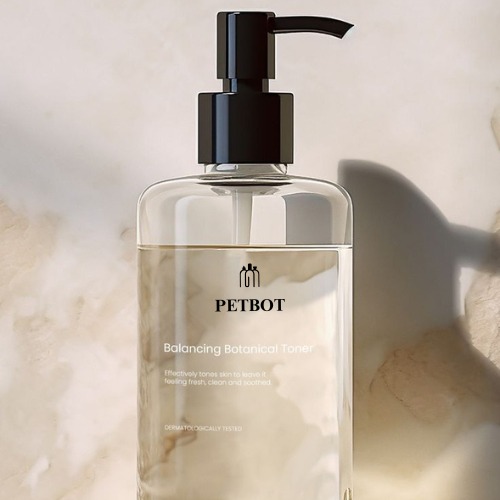 PETBOT
Balancing Botanical Toner
Effectively tones skin to leave it
feeling fresh, clean and soothed.
DERMATOLOGICALLY TESTED